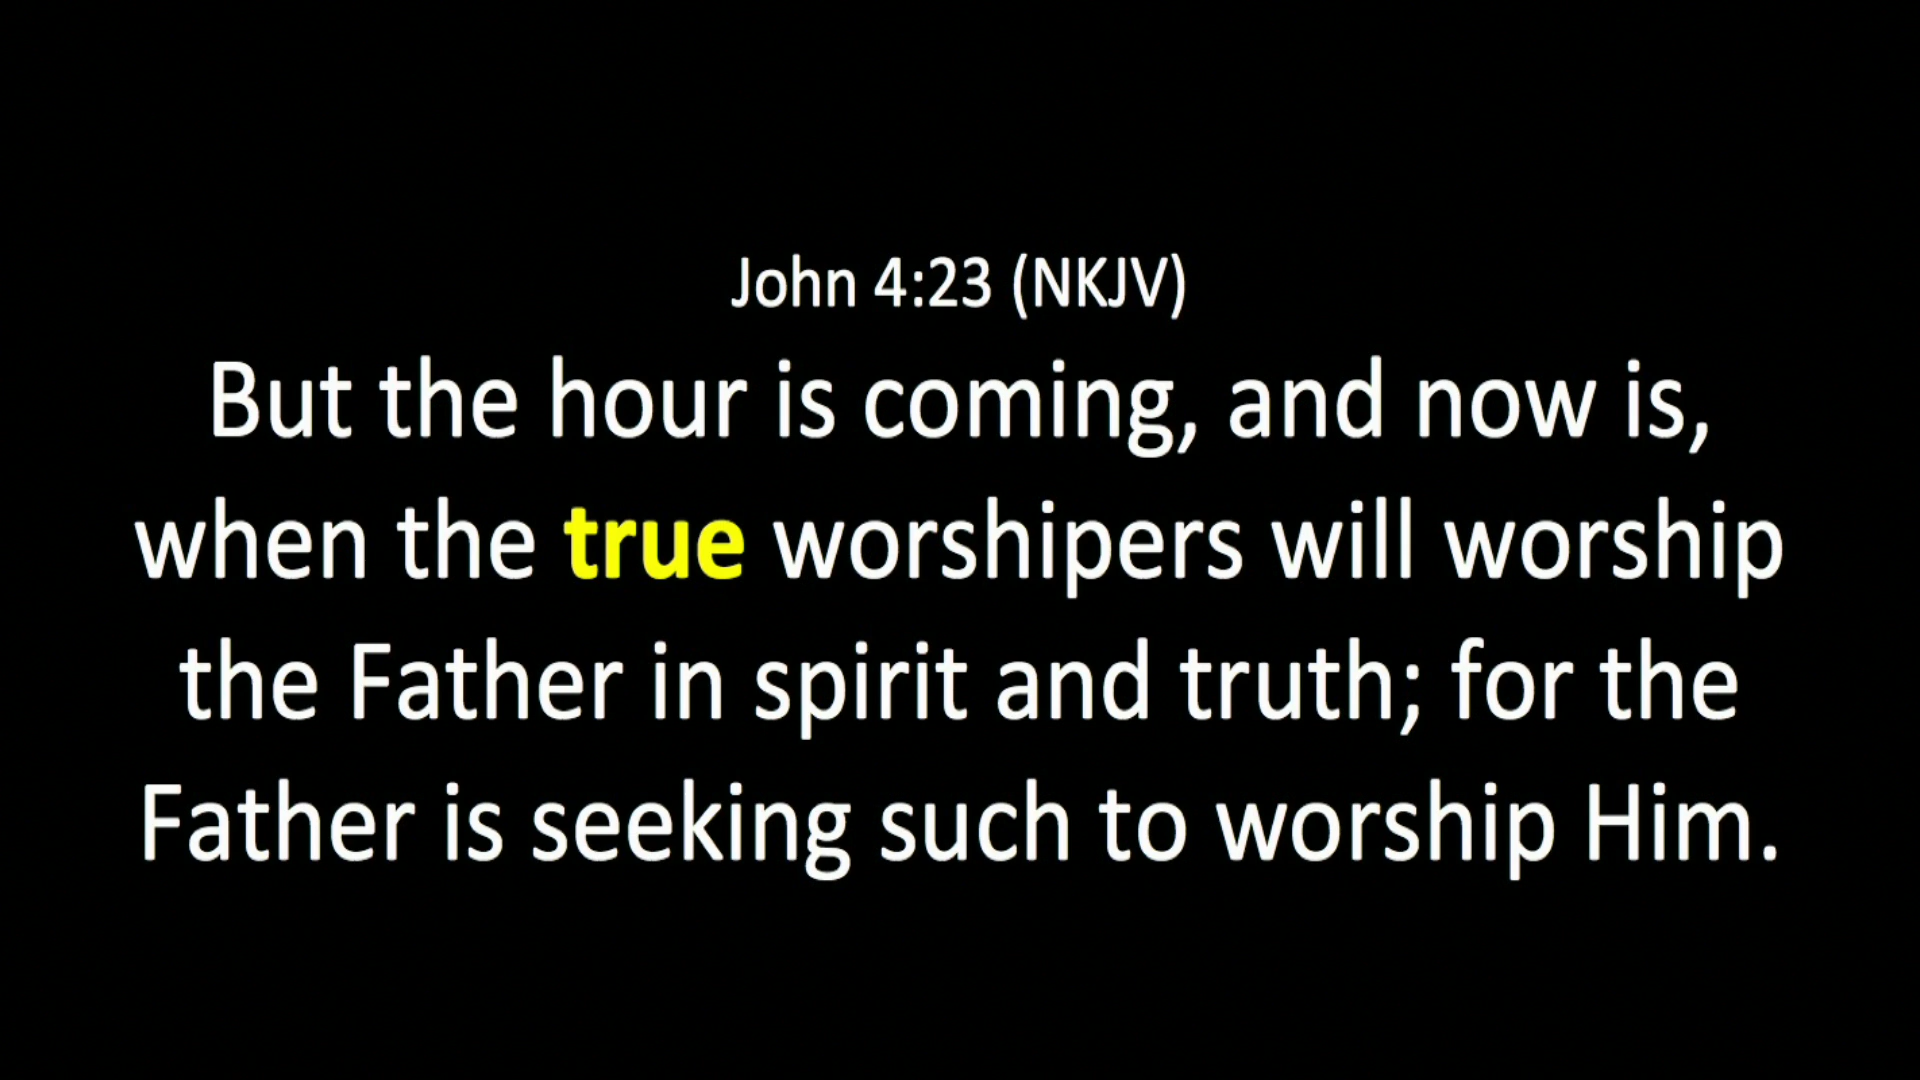 John 4:23 (NKJV)
But the hour is coming, and now is,
when the true worshipers will worship
the Father in spirit and truth; for the
Father is seeking such to worship Him.